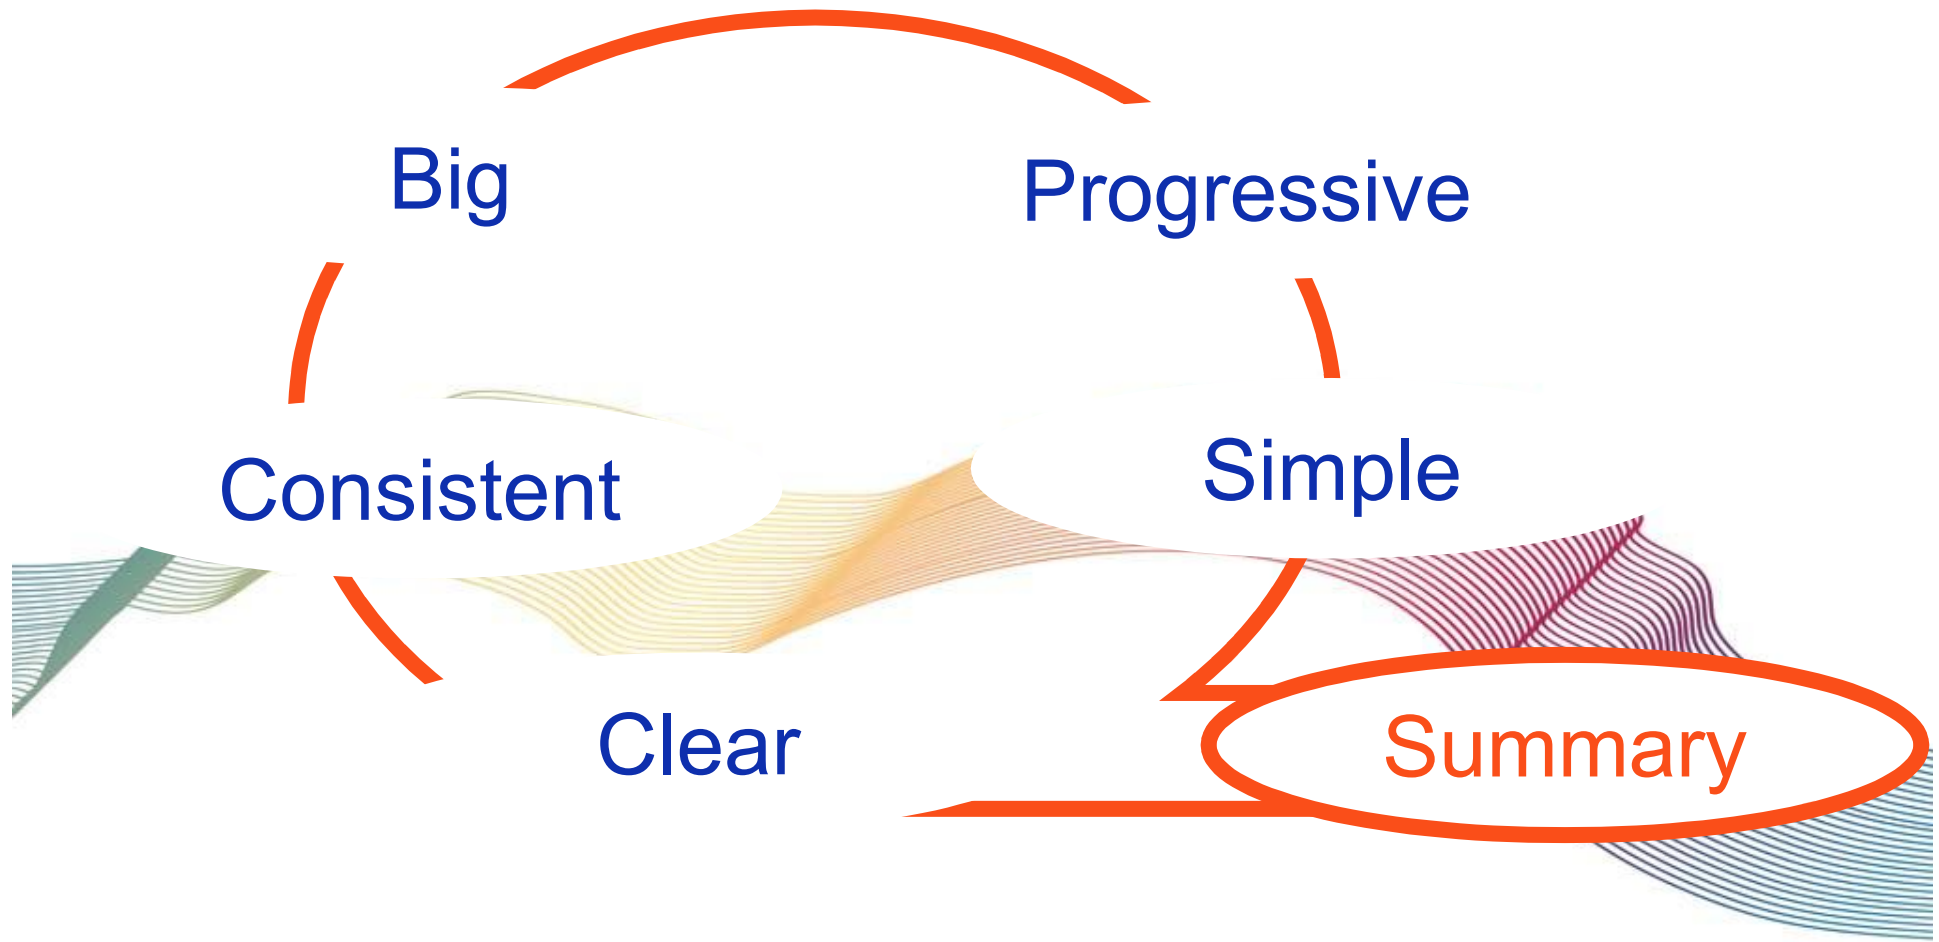 Big
Progressive
Consistent
Simple
Clear
Summary